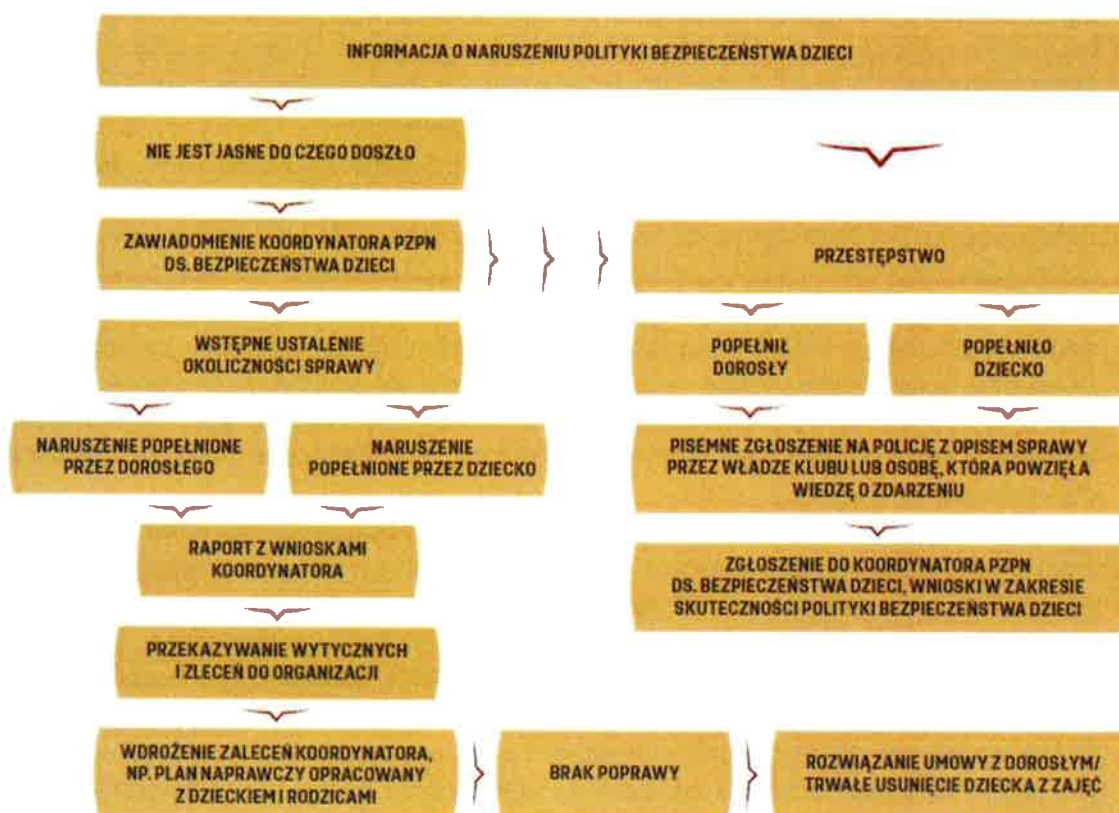 INFORMACJA O NARUSZENIU POLITYKI BEZPIECZEŃSTWA DZIECI
NIE JEST JASNE DO CZEGO DOSZŁO
ZAWIADOMIENIE KOORDYNATORA PZPN
DS. BEZPIECZEŃSTWA DZIECI
PRZESTĘPSTWO
WSTĘPNE USTALENIE
OKOLICZNOŚCI SPRAWY
POPEŁNIŁ
DOROSŁY
POPEŁNIŁO
DZIECKO
NARUSZENIE POPEŁNIONE
PRZEZ DOROSŁEGO
NARUSZENIE
POPEŁNIONE PRZEZ DZIECKO
PISEMNE ZGŁOSZENIE NA POLICJĘ Z OPISEM SPRAWY
PRZEZ WŁADZE KLUBU LUB OSOBĘ, KTÓRA POWZIĘŁA
WIEDZĘ O ZDARZENIU
RAPORT Z WNIOSKAMI
KOORDYNATORA
ZGŁOSZENIE DO KOORDYNATORA PZPN
DS. BEZPIECZEŃSTWA DZIECI, WNIOSKI W ZAKRESIE
SKUTECZNOŚCI POLITYKI BEZPIECZEŃSTWA DZIECI
PRZEKAZYWANIE WYTYCZNYCH
I ZLECEŃ DO ORGANIZACJI
WDROŻENIE ZALECEŃ KOORDYNATORA,
NP. PLAN NAPRAWCZY OPRACOWANY
Z DZIECKIEM I RODZICAMI
BRAK POPRAWY
ROZWIĄZANIE UMOWY Z DOROSŁYM/
TRWAŁE USUNIĘCIE DZIECKA Z ZAJĘĆ